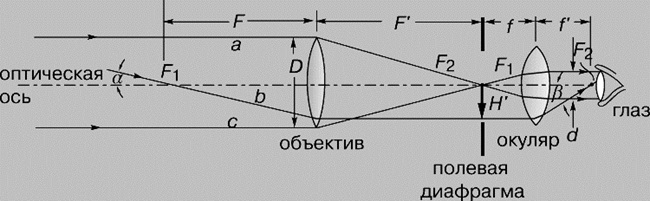 F F' f f'
a D F₂ F₁ F₂
оптическая α F₁ β
ось b H'
c d глаз
объектив окуляр
полевая
диафрагма